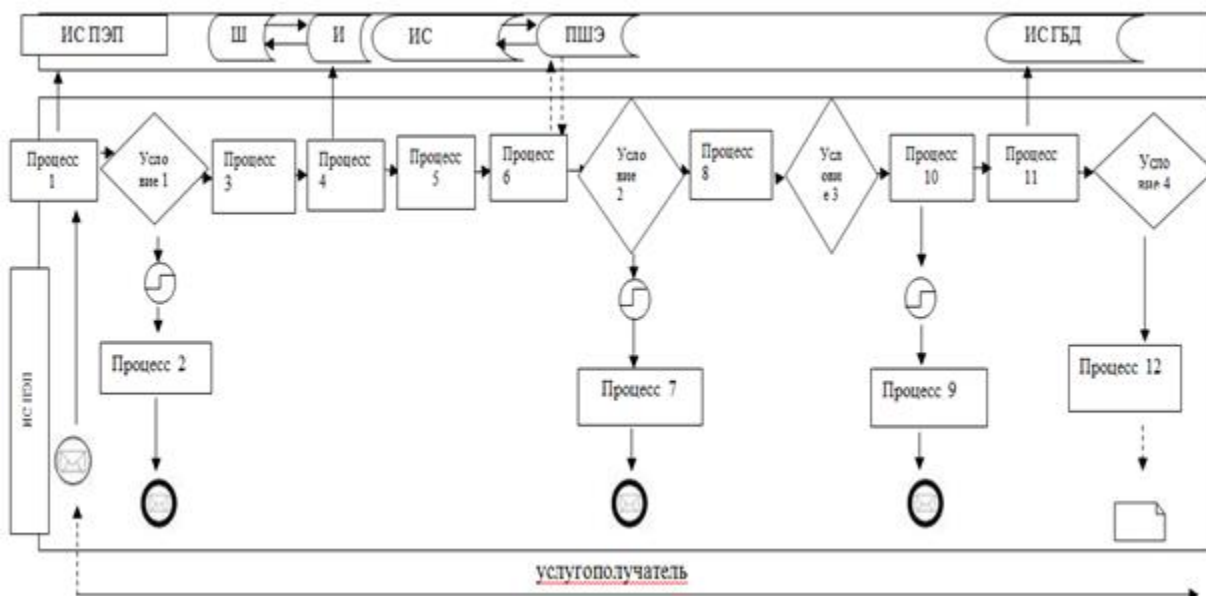 ИС ПЭП
Ш
И
ИС
ПШЭ
ИС ГБД
Процесс
1
Усло
вие 1
Процесс
3
Процесс
4
Процесс
5
Процесс
6
Усло
вие
2
Процесс
8
Усл
ови
е 3
Процесс
10
Процесс
11
Усло
вие 4
Процесс 2
Процесс 7
Процесс 9
Процесс 12
ИС ПЭП
услугополучатель